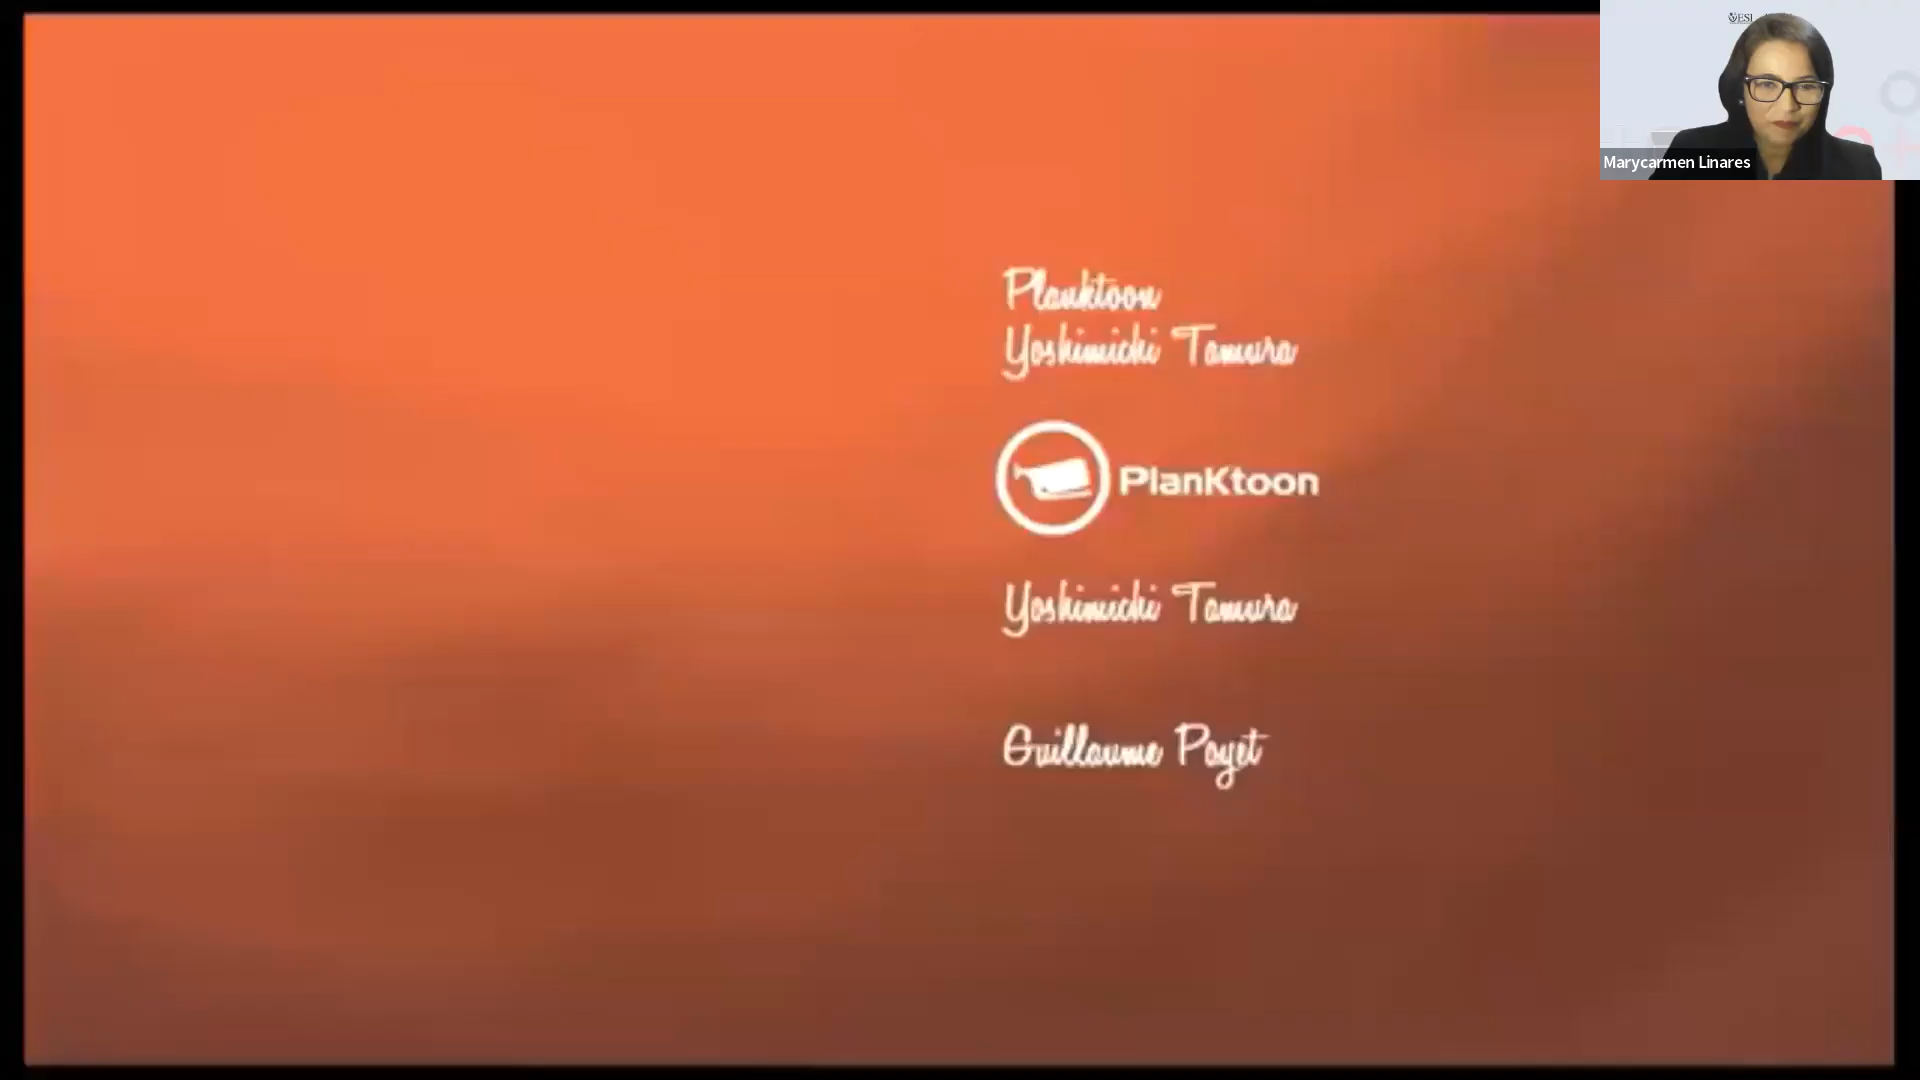 Marycarmen Linares
Planktoon
Yoshimichi Tamura
PlanKtoon
Yoshimichi Tamura
Guillaume Poyet